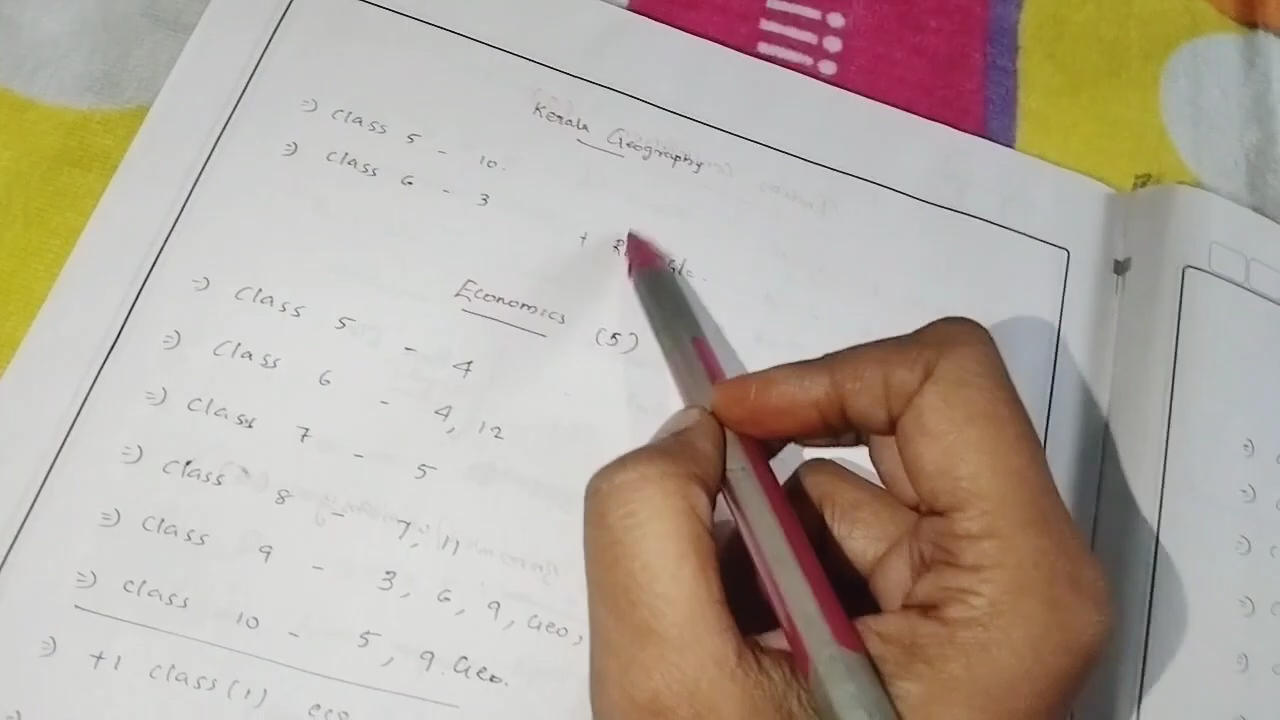 Kerala Geography
=) Class 5 - 10.
=) Class 6 - 3
+
Economics (5)
=) Class 5 - 4
=) Class 6 - 4, 12
=) Class 7 - 5
=) Class 8 - 7, 11
=) Class 9 - 3, 6, 9, Geo,
=) Class 10 - 5, 9. Geo.
=) +1 class(1) eco